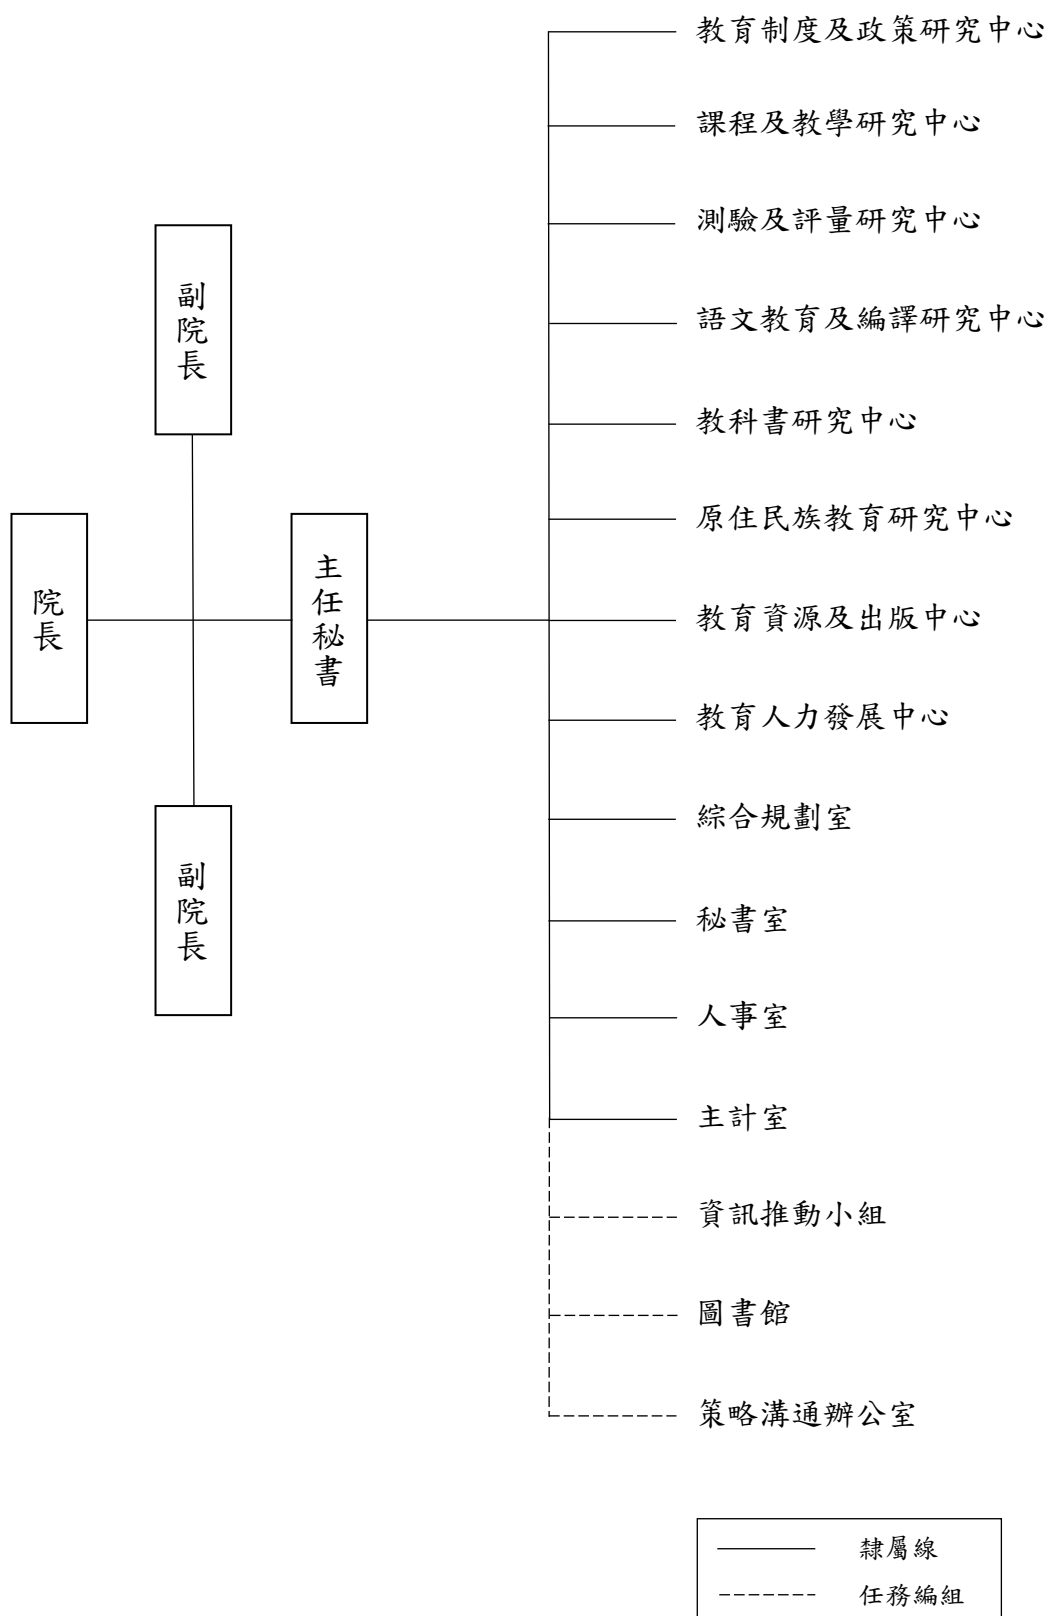 教育制度及政策研究中心
課程及教學研究中心
測驗及評量研究中心
語文教育及編譯研究中心
教科書研究中心
原住民族教育研究中心
教育資源及出版中心
教育人力發展中心
綜合規劃室
秘書室
人事室
主計室
資訊推動小組
圖書館
策略溝通辦公室
副院長
院長
主任秘書
副院長
隸屬線
任務編組